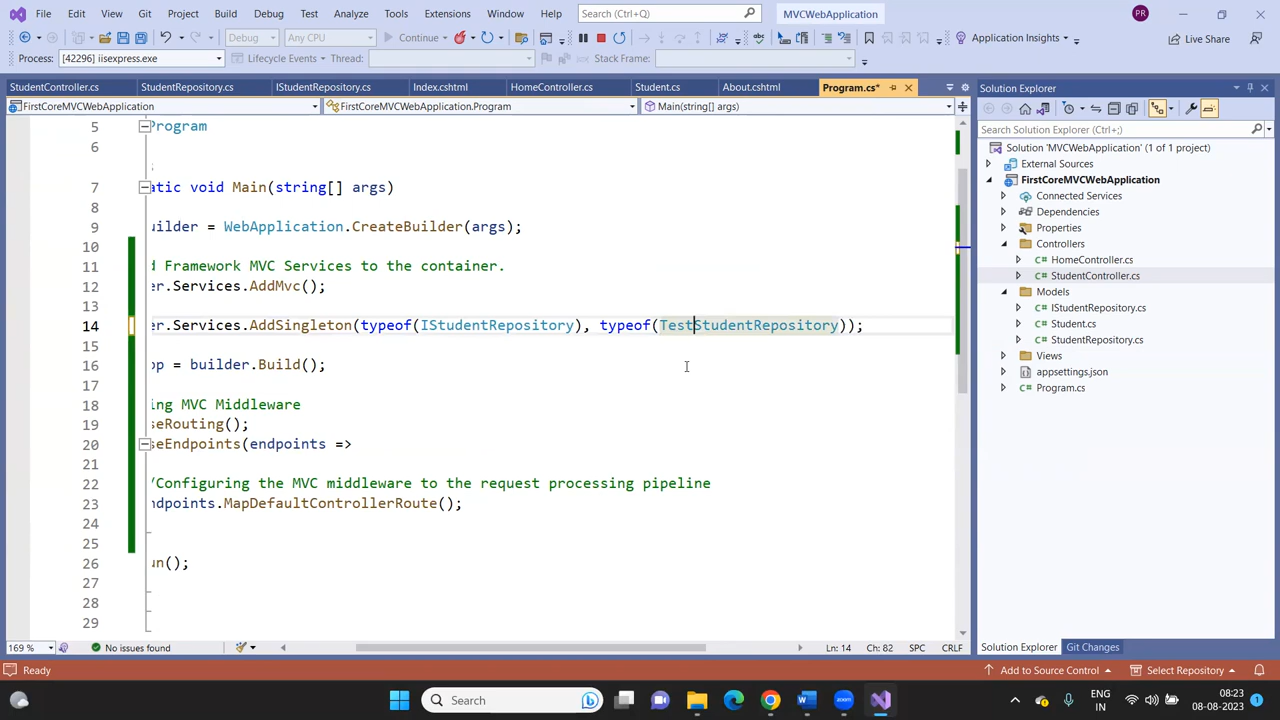 File Edit View Git Project Build Debug Test Analyze Tools Extensions Window Help Search (Ctrl+Q) MVCWebApplication PR
Debug Any CPU Continue Application Insights Live Share
Process: [42296] iisexpress.exe Lifecycle Events Thread: Stack Frame:
StudentController.cs StudentRepository.cs IStudentRepository.cs Index.cshtml HomeController.cs Student.cs About.cshtml Program.cs*
FirstCoreMVCWebApplication FirstCoreMVCWebApplication.Program Main(string[] args)
5 Program
6
;
7 atic void Main(string[] args)
8
9 uilder = WebApplication.CreateBuilder(args);
10
11 d Framework MVC Services to the container.
12 er.Services.AddMvc();
13
14 er.Services.AddSingleton(typeof(IStudentRepository), typeof(TestStudentRepository));
15
16 pp = builder.Build();
17
18 ing MVC Middleware
19 seRouting();
20 seEndpoints(endpoints =>
21
22 /Configuring the MVC middleware to the request processing pipeline
23 ndpoints.MapDefaultControllerRoute();
24
25
26 un();
27
28
29
169 % No issues found Ln: 14 Ch: 82 SPC CRLF
Solution Explorer
Search Solution Explorer (Ctrl+;)
Solution 'MVCWebApplication' (1 of 1 project)
External Sources
FirstCoreMVCWebApplication
Connected Services
Dependencies
Properties
Controllers
C# HomeController.cs
C# StudentController.cs
Models
C# IStudentRepository.cs
C# Student.cs
C# StudentRepository.cs
Views
appsettings.json
C# Program.cs
Solution Explorer Git Changes
Ready Add to Source Control Select Repository
Search ENG IN 08:23 08-08-2023 1